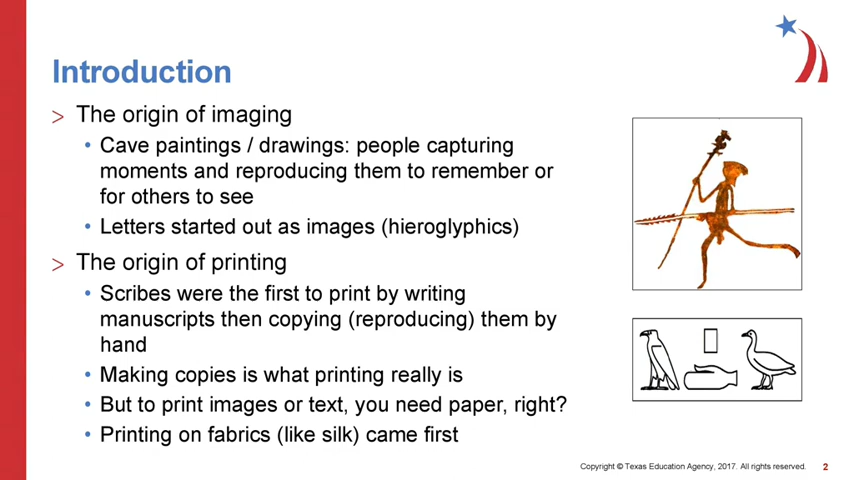 Introduction
> The origin of imaging
• Cave paintings / drawings: people capturing
moments and reproducing them to remember or
for others to see
• Letters started out as images (hieroglyphics)
> The origin of printing
• Scribes were the first to print by writing
manuscripts then copying (reproducing) them by
hand
• Making copies is what printing really is
• But to print images or text, you need paper, right?
• Printing on fabrics (like silk) came first
Copyright © Texas Education Agency, 2017. All rights reserved. 2